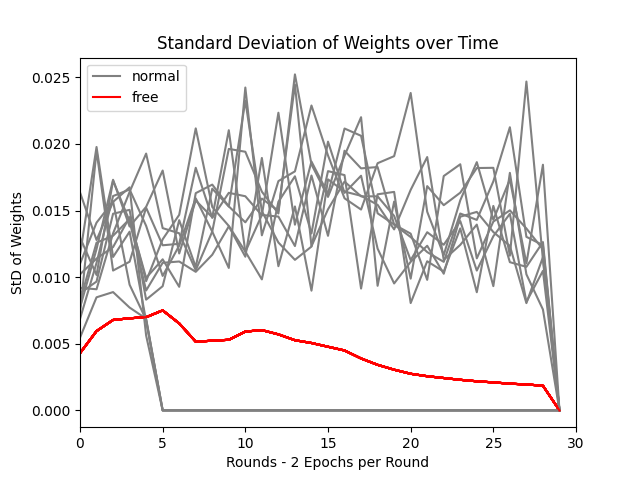 Standard Deviation of Weights over Time
normal
free
StD of Weights
0.025
0.020
0.015
0.010
0.005
0.000
0
5
10
15
20
25
30
Rounds - 2 Epochs per Round